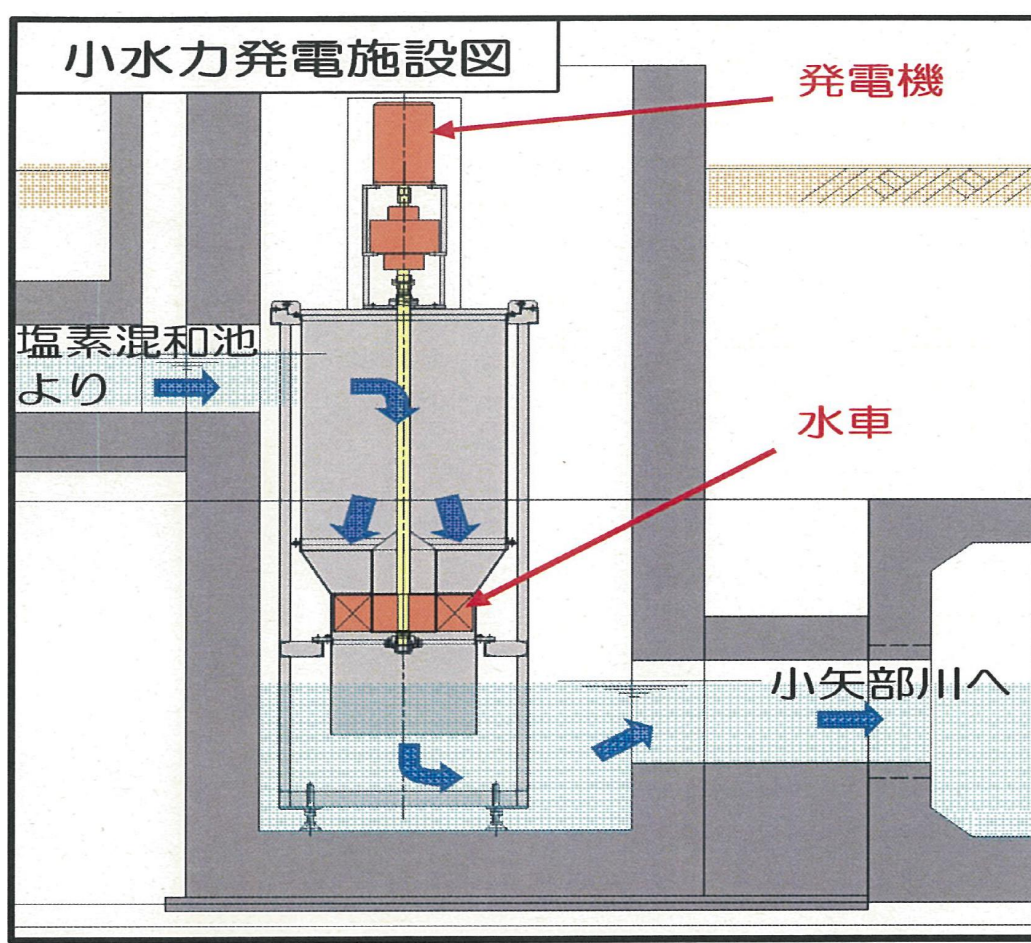 小水力発電施設図
発電機
塩素混和池
より
水車
小矢部川へ